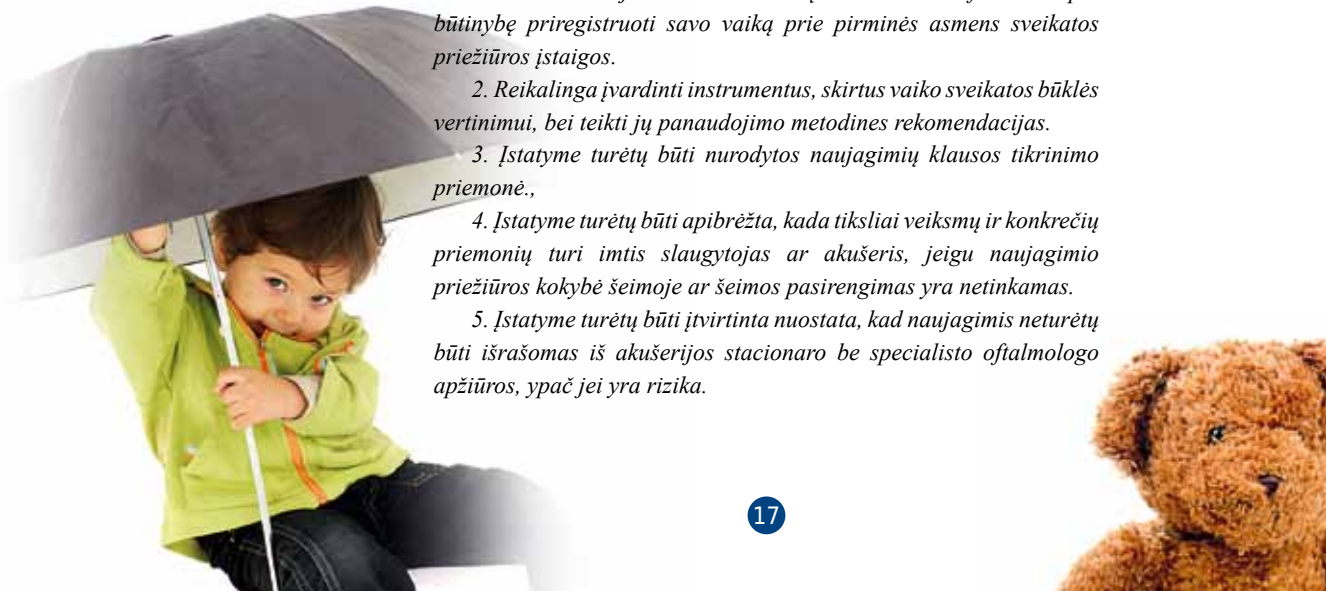 būtinybę priregistruoti savo vaiką prie pirminės asmens sveikatos
priežiūros įstaigos.
2. Reikalinga įvardinti instrumentus, skirtus vaiko sveikatos būklės
vertinimui, bei teikti jų panaudojimo metodines rekomendacijas.
3. Įstatyme turėtų būti nurodytos naujagimių klausos tikrinimo
priemonė.,
4. Įstatyme turėtų būti apibrėžta, kada tiksliai veiksmų ir konkrečių
priemonių turi imtis slaugytojas ar akušeris, jeigu naujagimio
priežiūros kokybė šeimoje ar šeimos pasirengimas yra netinkamas.
5. Įstatyme turėtų būti įtvirtinta nuostata, kad naujagimis neturėtų
būti išrašomas iš akušerijos stacionaro be specialisto oftalmologo
apžiūros, ypač jei yra rizika.
17